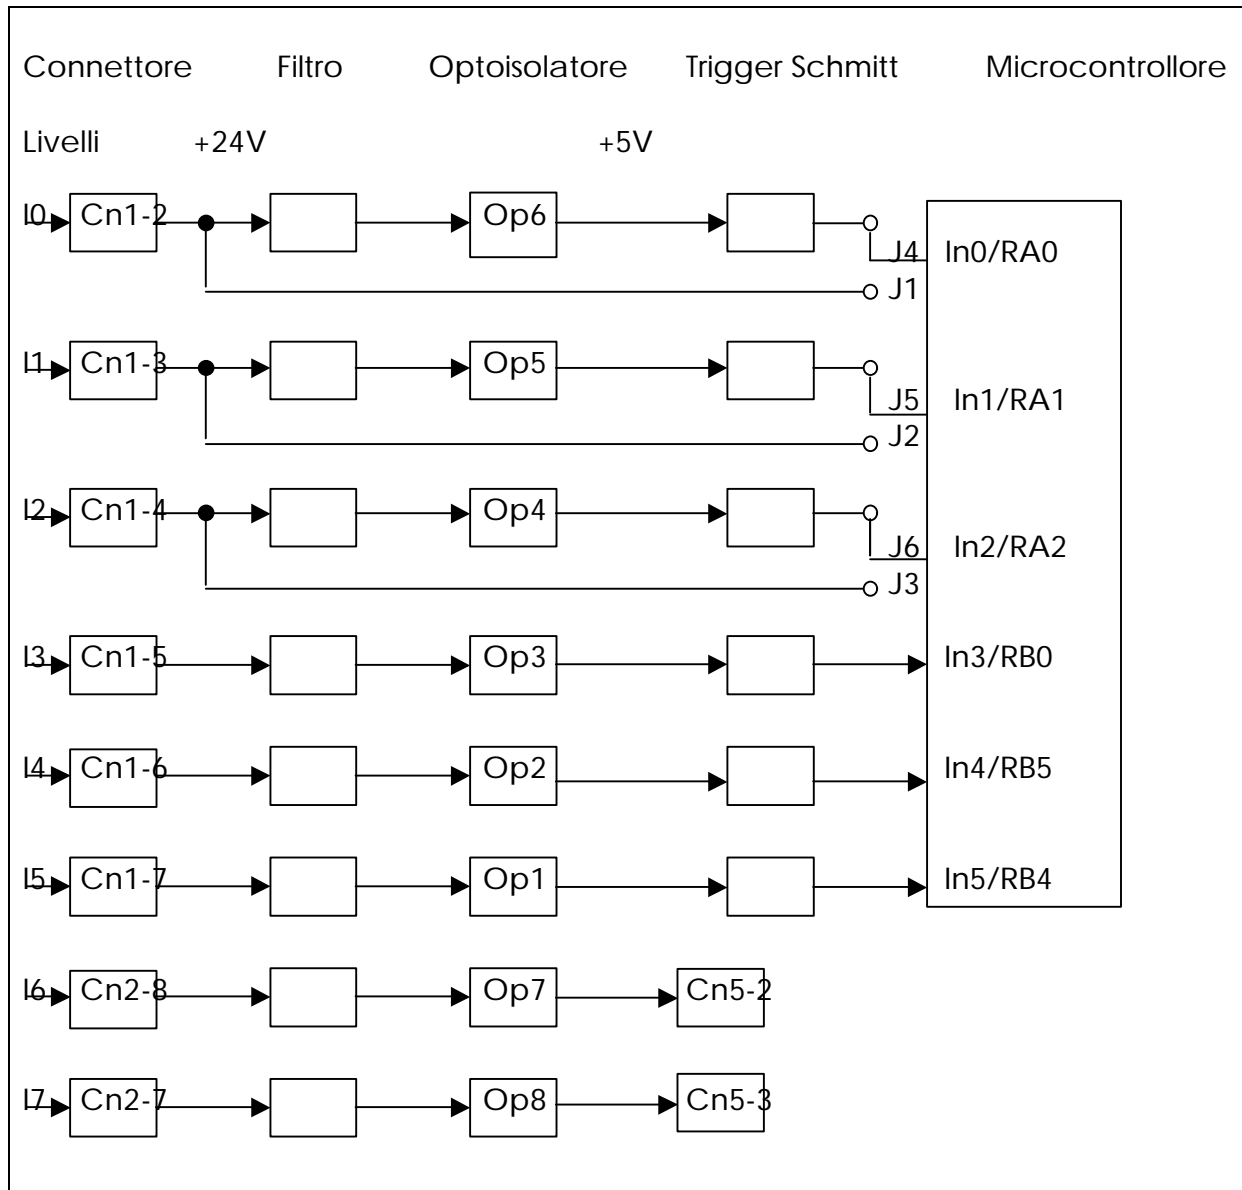 Connettore Filtro Optoisolatore Trigger Schmitt Microcontrollore
Livelli +24V +5V
I0 Cn1-2 Op6 J4 In0/RA0
J1
I1 Cn1-3 Op5 J5 In1/RA1
J2
I2 Cn1-4 Op4 J6 In2/RA2
J3
I3 Cn1-5 Op3 In3/RB0
I4 Cn1-6 Op2 In4/RB5
I5 Cn1-7 Op1 In5/RB4
I6 Cn2-8 Op7 Cn5-2
I7 Cn2-7 Op8 Cn5-3